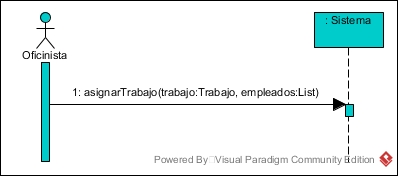 : Sistema
Oficinista
1: asignarTrabajo(trabajo:Trabajo, empleados:List)
Powered By Visual Paradigm Community Edition